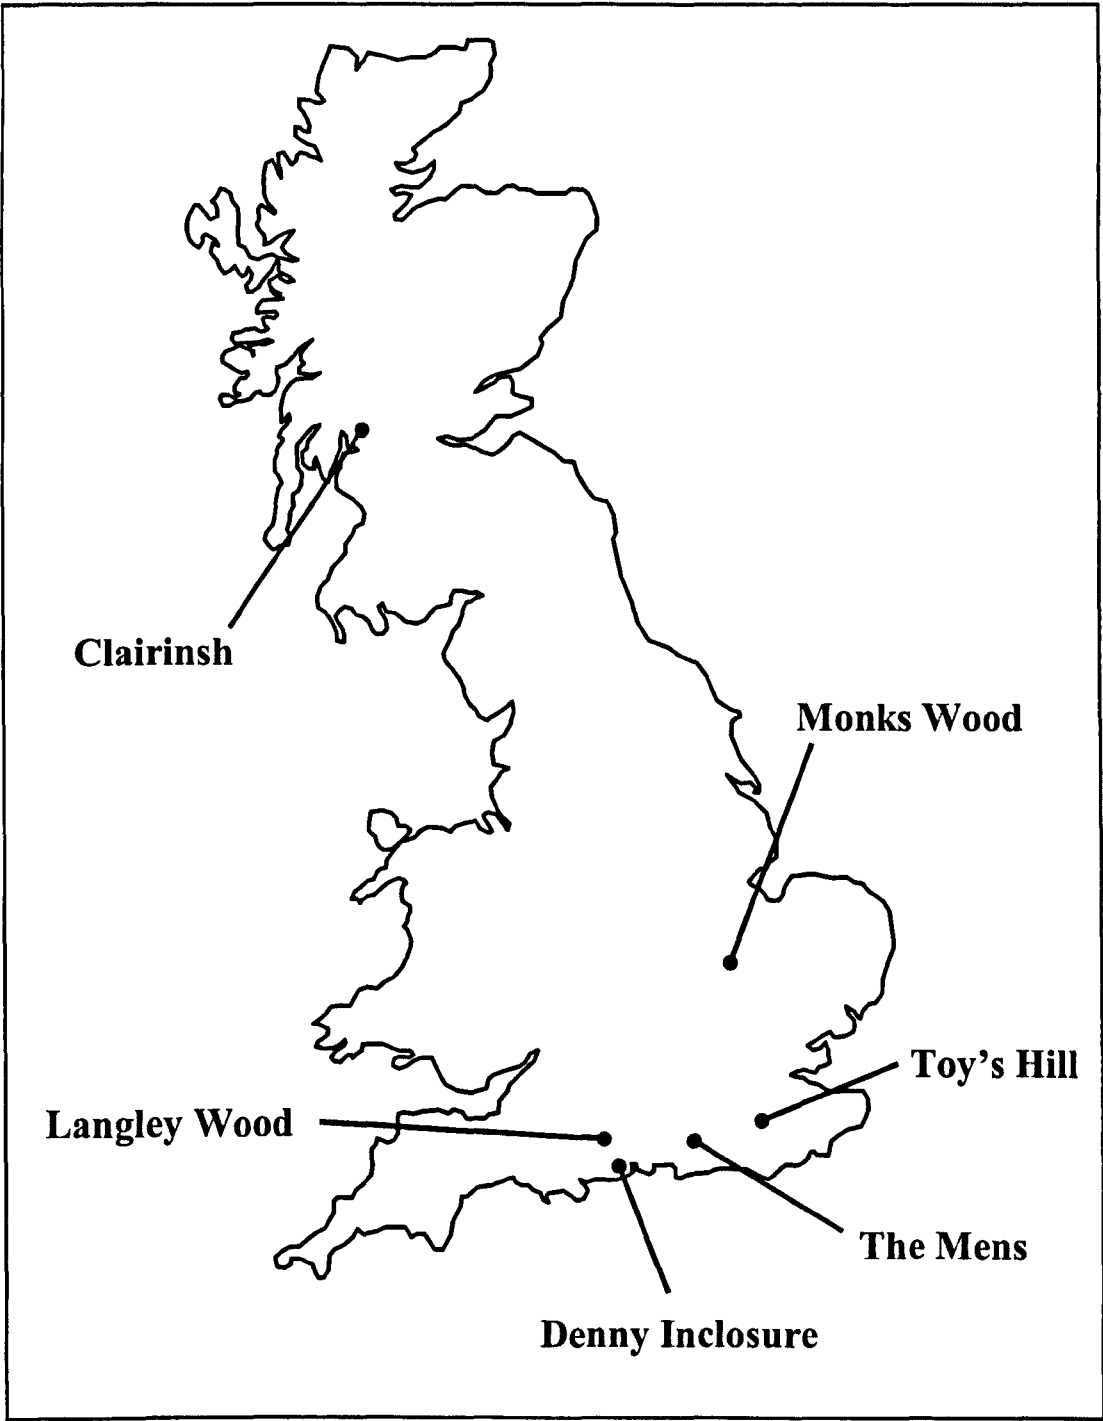 Clairinsh
Monks Wood
Toy's Hill
Langley Wood
The Mens
Denny Inclosure